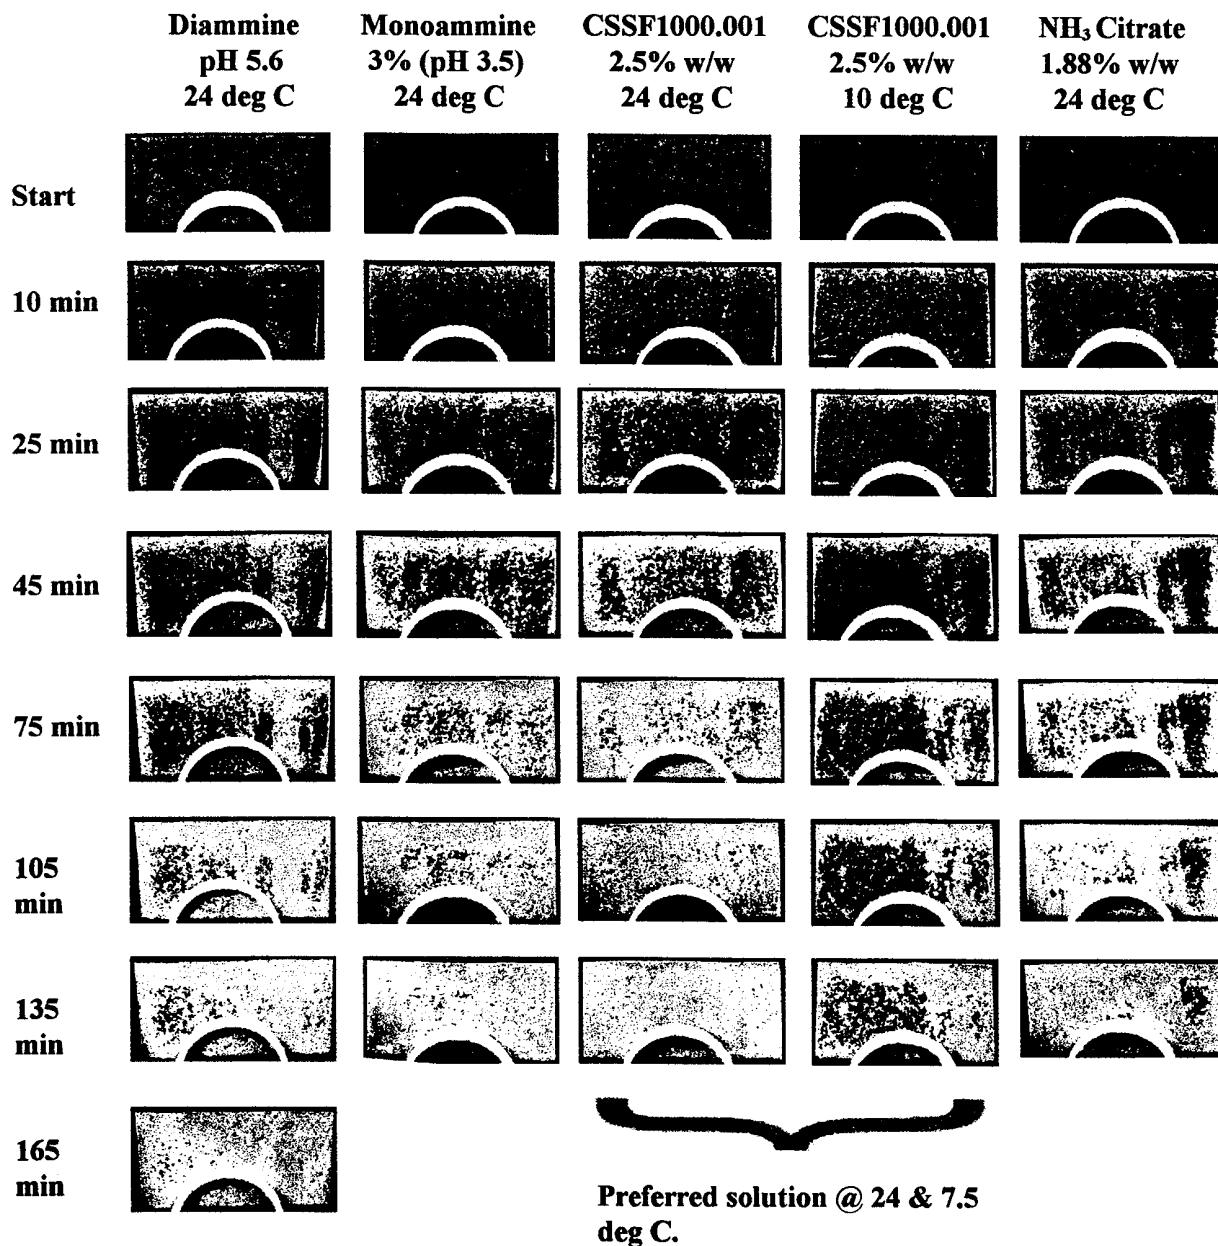 Diammine
pH 5.6
24 deg C
Monoammine
3% (pH 3.5)
24 deg C
CSSF1000.001
2.5% w/w
24 deg C
CSSF1000.001
2.5% w/w
10 deg C
NH₃ Citrate
1.88% w/w
24 deg C
Start
10 min
25 min
45 min
75 min
105
min
135
min
165
min
Preferred solution @ 24 & 7.5
deg C.